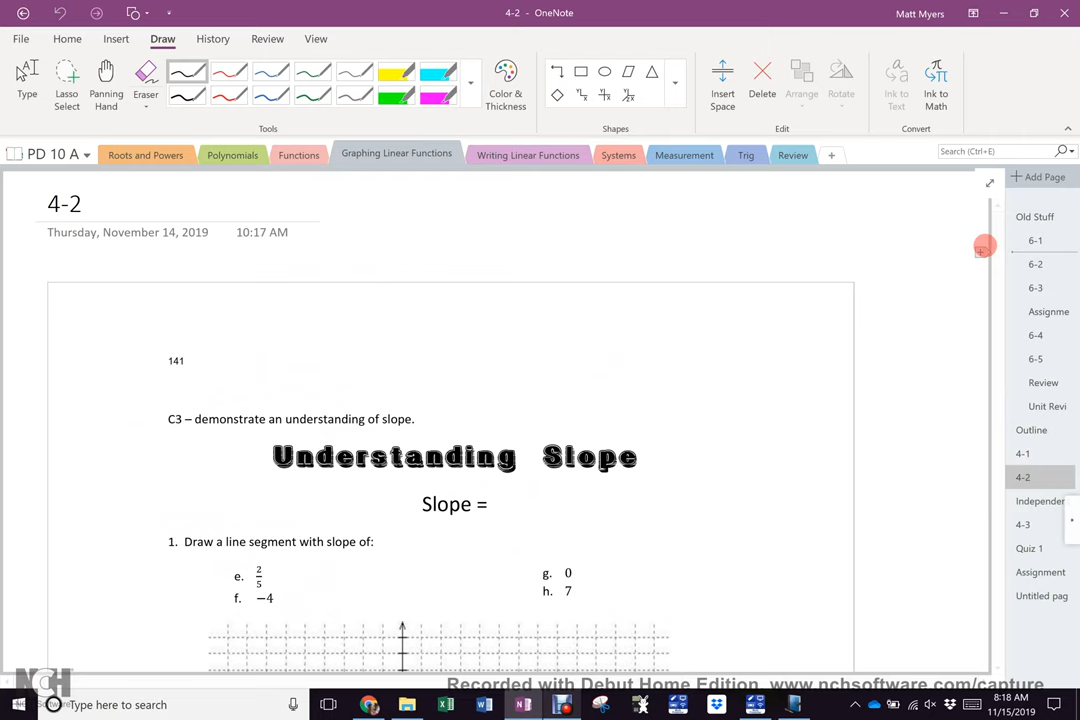 4-2 - OneNote
Matt Myers
File Home Insert Draw History Review View
Type
Lasso Select
Panning Hand
Eraser
Color & Thickness
Insert Space
Delete
Arrange
Rotate
Ink to Text
Ink to Math
Tools
Shapes
Edit
Convert
PD 10 A
Roots and Powers
Polynomials
Functions
Graphing Linear Functions
Writing Linear Functions
Systems
Measurement
Trig
Review
Search (Ctrl+E)
Add Page
4-2
Thursday, November 14, 2019 10:17 AM
141
C3 – demonstrate an understanding of slope.
Understanding Slope
Slope =
1. Draw a line segment with slope of:
e. 2/5
f. −4
g. 0
h. 7
Old Stuff
6-1
6-2
6-3
Assignme
6-4
6-5
Review
Unit Revi
Outline
4-1
4-2
Independen
4-3
Quiz 1
Assignment
Untitled pag
NCH
Recorded with Debut Home Edition. www.nchsoftware.com/capture
Type here to search
8:18 AM
11/15/2019